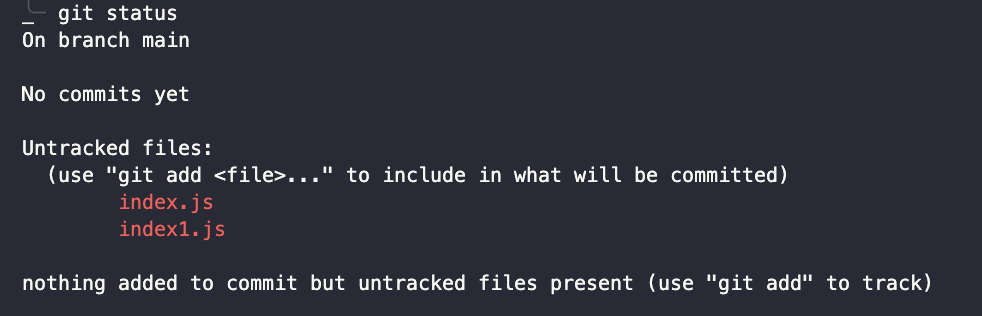 git status
On branch main
No commits yet
Untracked files:
(use "git add <file>..." to include in what will be committed)
index.js
index1.js
nothing added to commit but untracked files present (use "git add" to track)